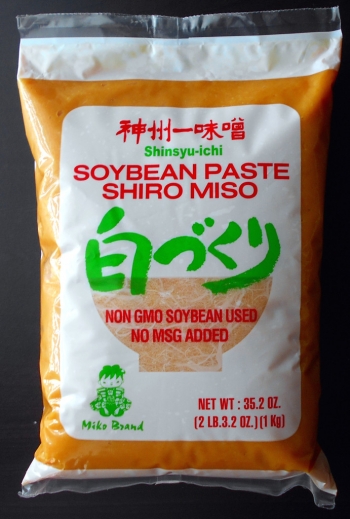 神州一味噌
Shinsyu-ichi
SOYBEAN PASTE
SHIRO MISO
白づくり
NON GMO SOYBEAN USED
NO MSG ADDED
Miko Brand
NET WT : 35.2 OZ.
(2 LB.3.2 OZ.)(1 Kg)